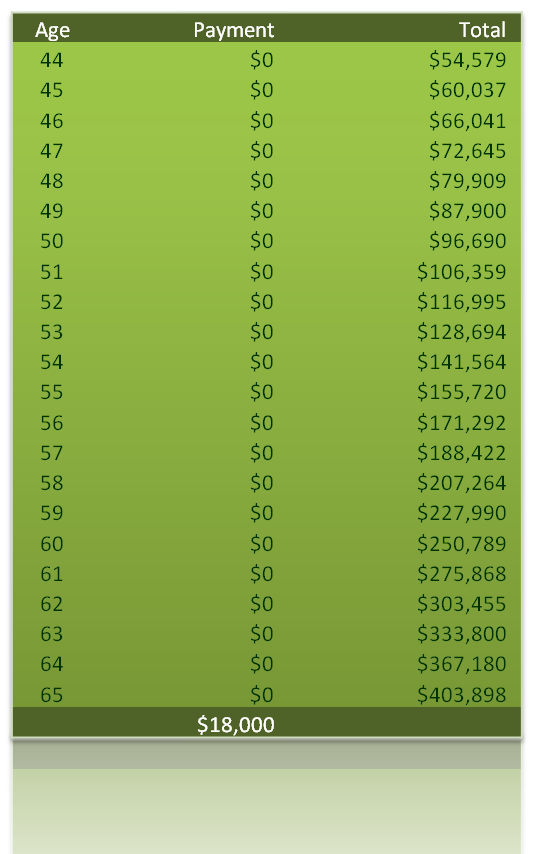 Age Payment Total
44 $0 $54,579
45 $0 $60,037
46 $0 $66,041
47 $0 $72,645
48 $0 $79,909
49 $0 $87,900
50 $0 $96,690
51 $0 $106,359
52 $0 $116,995
53 $0 $128,694
54 $0 $141,564
55 $0 $155,720
56 $0 $171,292
57 $0 $188,422
58 $0 $207,264
59 $0 $227,990
60 $0 $250,789
61 $0 $275,868
62 $0 $303,455
63 $0 $333,800
64 $0 $367,180
65 $0 $403,898
$18,000